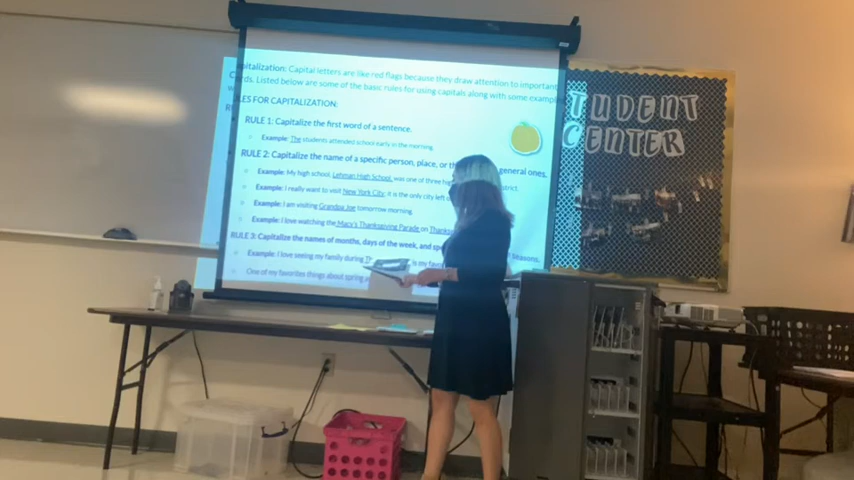 Capitalization: Capital letters are like red flags because they draw attention to important
words. Listed below are some of the basic rules for using capitals along with some
RULES FOR CAPITALIZATION:
RULE 1: Capitalize the first word of a sentence.
Example: The students attended school early in the morning.
RULE 2: Capitalize the name of a specific person, place, or general ones.
Example: My high school, Lehman High School, was one of three
Example: I really want to visit New York City; it is the only city left
Example: I am visiting Grandpa Joe tomorrow morning.
Example: I love watching the Macy's Thanksgiving Parade on
RULE 3: Capitalize the names of months, days of the week, and
Example: I love seeing my family during is my
One of my favorites things about spring
STUDENT
CENTER